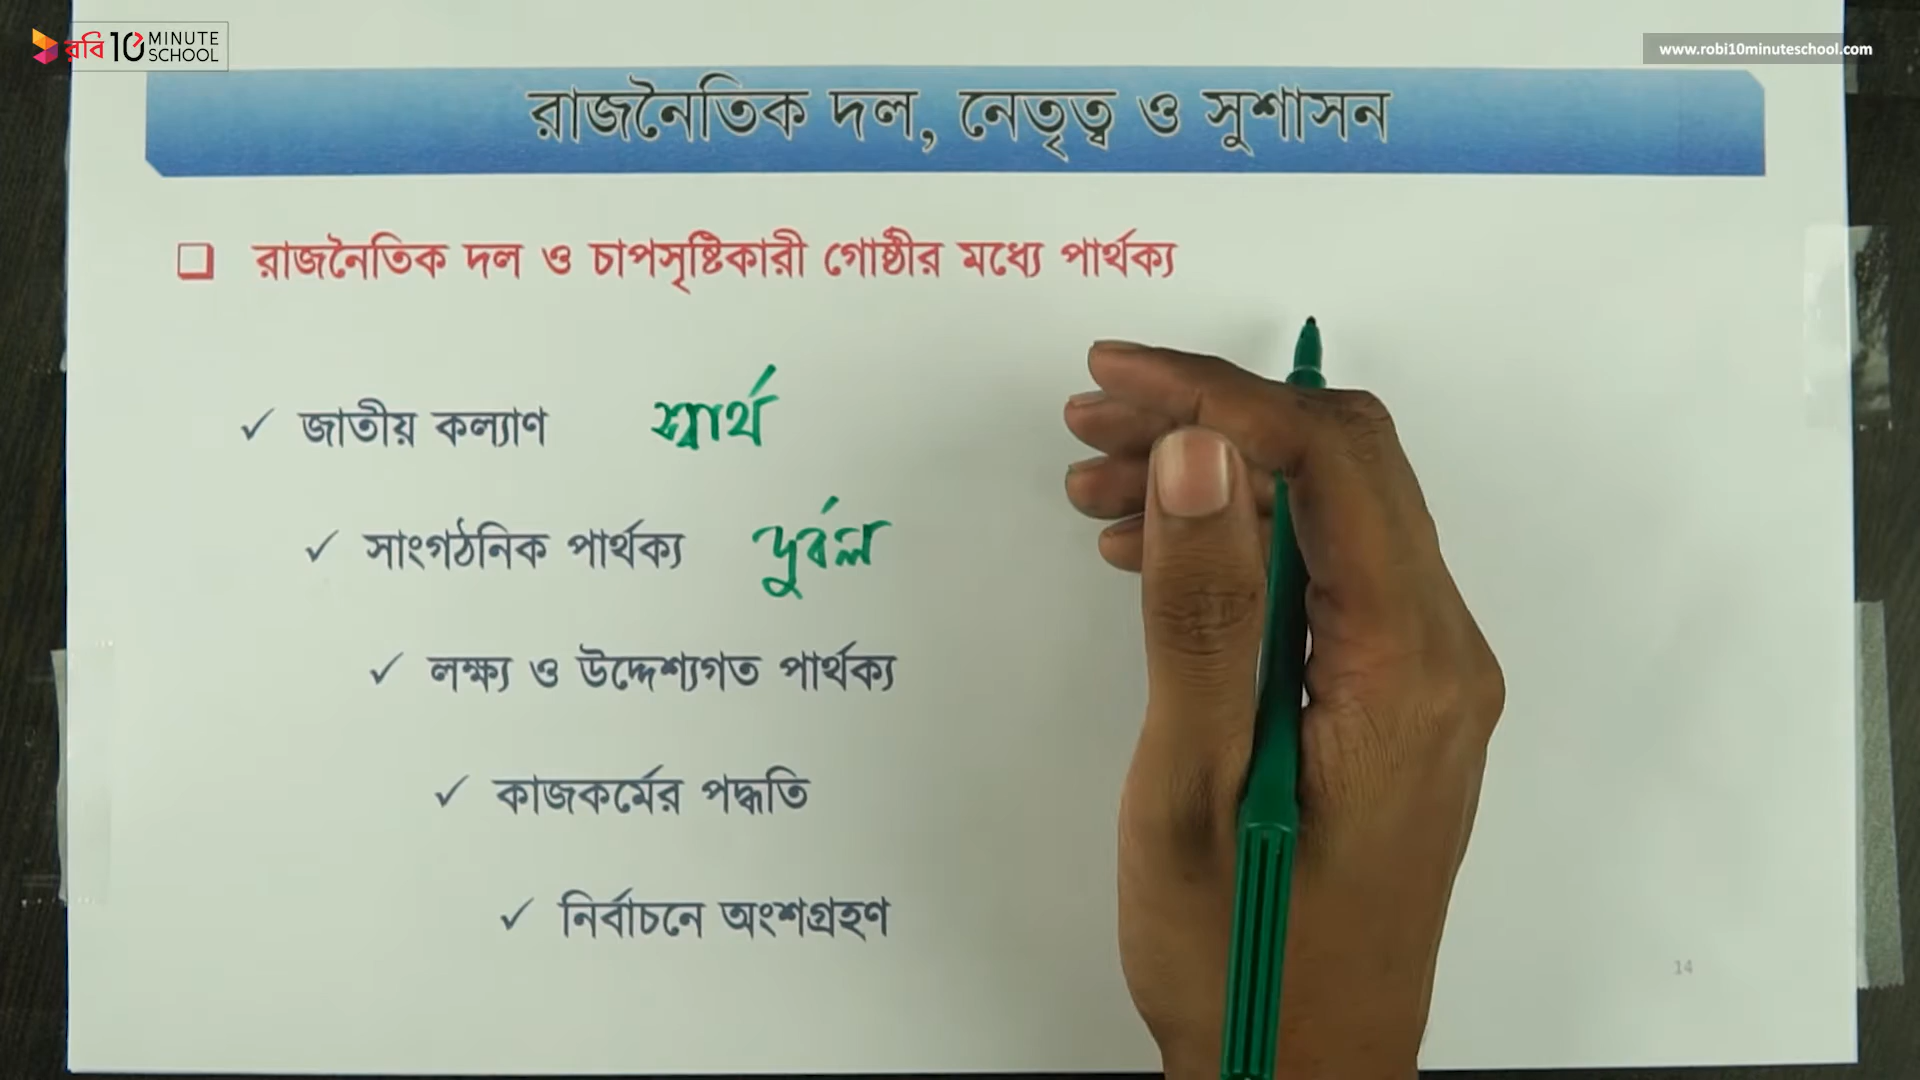 রবি 10 MINUTE SCHOOL
www.robi10minuteschool.com
রাজনৈতিক দল, নেতৃত্ব ও সুশাসন
রাজনৈতিক দল ও চাপসৃষ্টিকারী গোষ্ঠীর মধ্যে পার্থক্য
জাতীয় কল্যাণ স্বার্থ
সাংগঠনিক পার্থক্য দুর্বল
লক্ষ্য ও উদ্দেশ্যগত পার্থক্য
কাজকর্মের পদ্ধতি
নির্বাচনে অংশগ্রহণ
14